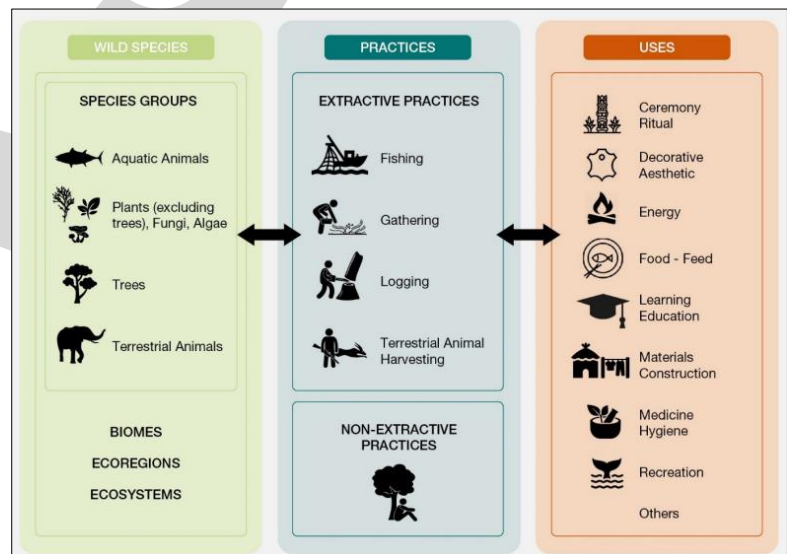 WILD SPECIES
SPECIES GROUPS
Aquatic Animals
Plants (excluding
trees), Fungi, Algae
Trees
Terrestrial Animals
BIOMES
ECOREGIONS
ECOSYSTEMS
PRACTICES
EXTRACTIVE PRACTICES
Fishing
Gathering
Logging
Terrestrial Animal
Harvesting
NON-EXTRACTIVE
PRACTICES
USES
Ceremony
Ritual
Decorative
Aesthetic
Energy
Food - Feed
Learning
Education
Materials
Construction
Medicine
Hygiene
Recreation
Others